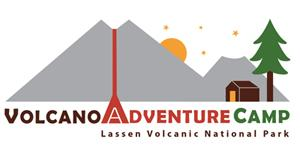 VOLCANO ADVENTURE CAMP
Lassen Volcanic National Park